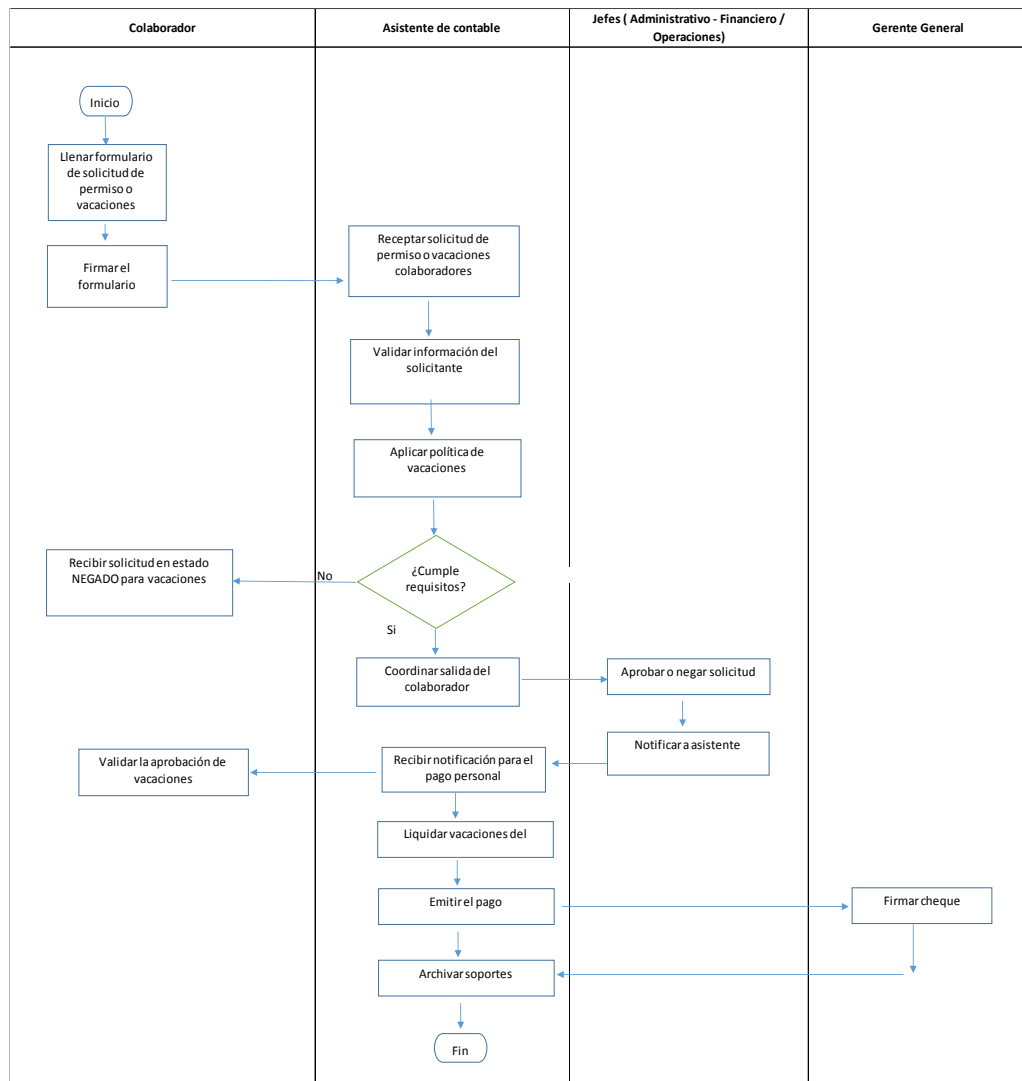 Colaborador
Asistente de contable
Jefes ( Administrativo - Financiero /
Operaciones)
Gerente General
Inicio
Llenar formulario
de solicitud de
permiso o
vacaciones
Firmar el
formulario
Receptar solicitud de
permiso o vacaciones
colaboradores
Validar información del
solicitante
Aplicar política de
vacaciones
¿Cumple
requisitos?
No
Recibir solicitud en estado
NEGADO para vacaciones
Si
Coordinar salida del
colaborador
Aprobar o negar solicitud
Notificar a asistente
Recibir notificación para el
pago personal
Validar la aprobación de
vacaciones
Liquidar vacaciones del
Emitir el pago
Firmar cheque
Archivar soportes
Fin